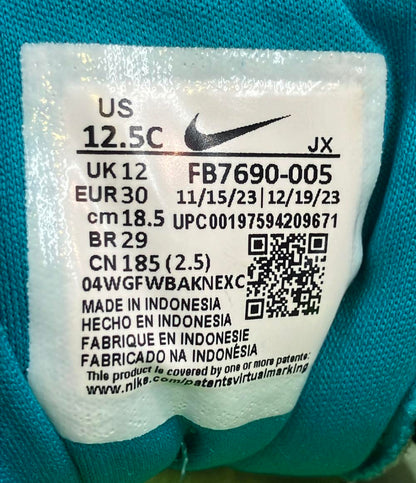 US
12.5C JX
UK 12 FB7690-005
EUR 30 11/15/23|12/19/23
cm 18.5 UPC00197594209671
BR 29
CN 185 (2.5)
04WGFWBAKNEXC
MADE IN INDONESIA
HECHO EN INDONESIA
FABRIQUE EN INDONESIE
FABRICADO NA INDONÉSIA
This product is covered by one or more patents:
www.nike.com/patentsvirtualmarking